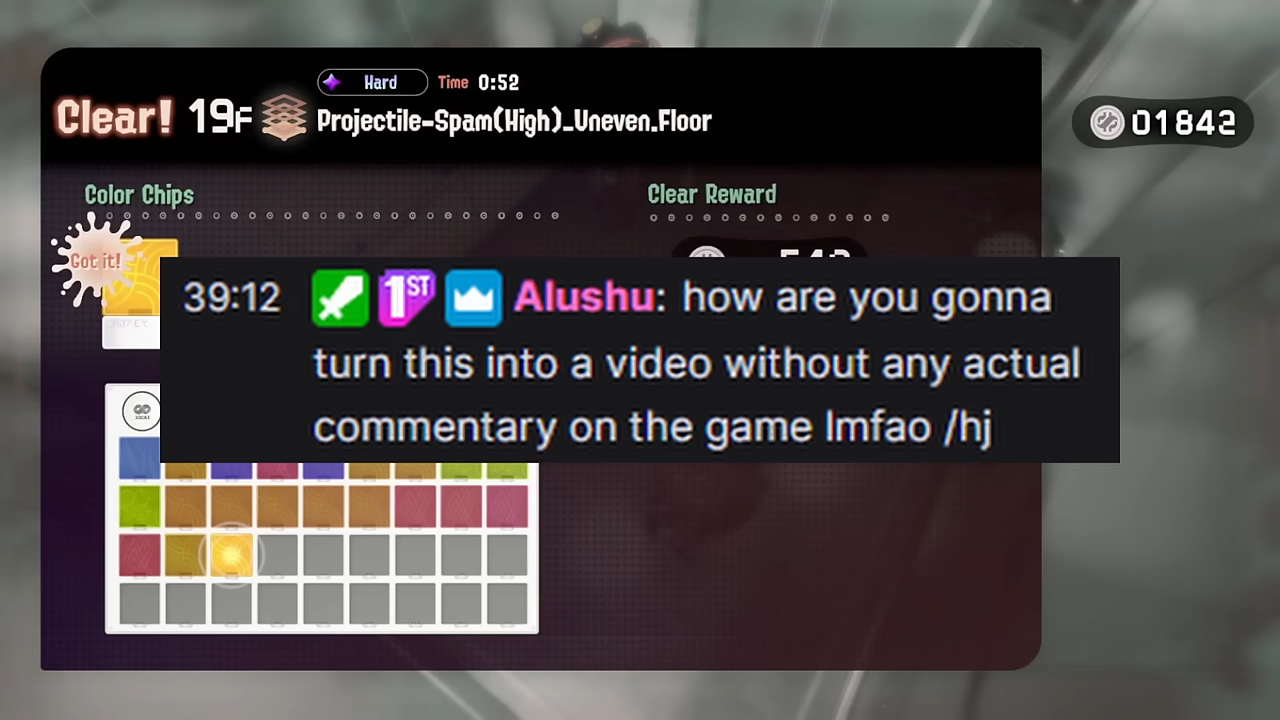 Hard Time 0:52
Clear! 19F Projectile-Spam(High)_Uneven.Floor
01842
Color Chips
Clear Reward
Got it!
39:12 1ST Alushu: how are you gonna
turn this into a video without any actual
commentary on the game lmfao /hj